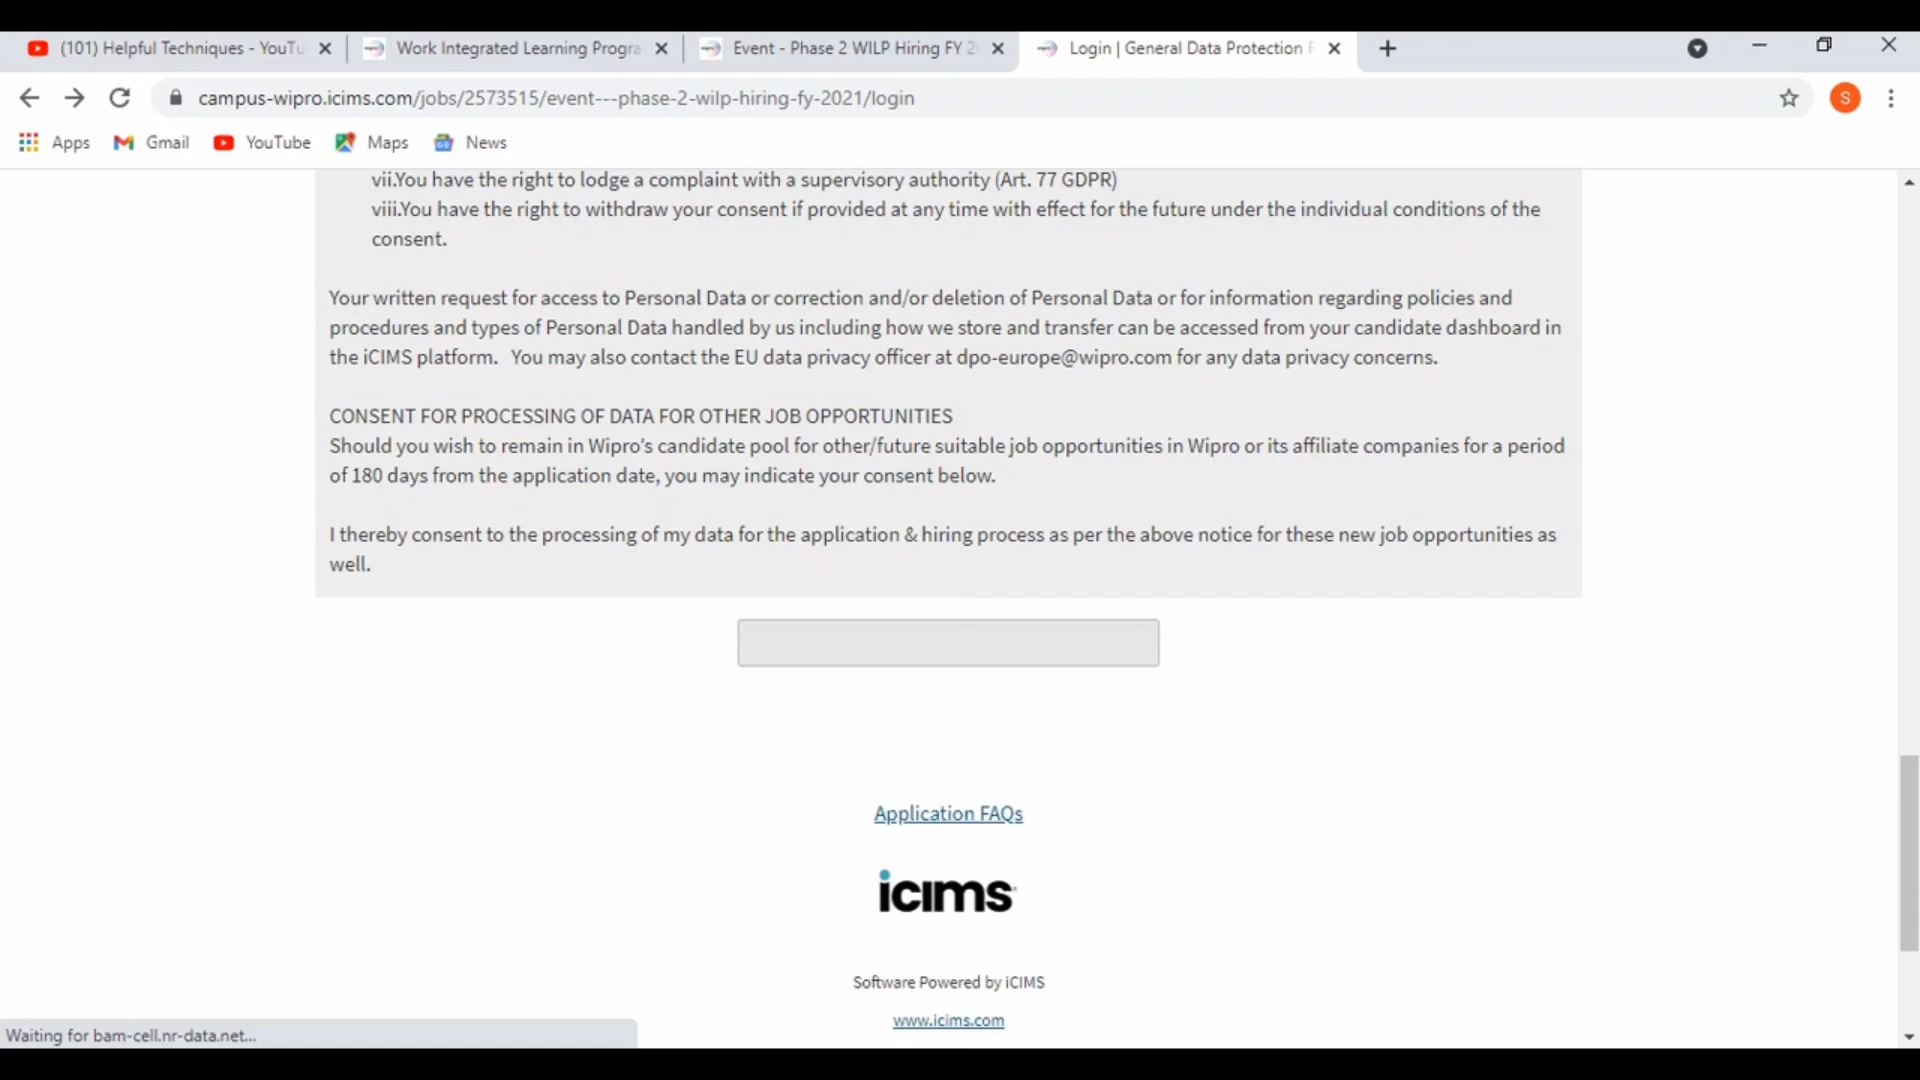 (101) Helpful Techniques - YouTu
Work Integrated Learning Progra
Event - Phase 2 WILP Hiring FY 2
Login | General Data Protection R
campus-wipro.icims.com/jobs/2573515/event---phase-2-wilp-hiring-fy-2021/login
S
Apps
Gmail
YouTube
Maps
News
vii.You have the right to lodge a complaint with a supervisory authority (Art. 77 GDPR)
viii.You have the right to withdraw your consent if provided at any time with effect for the future under the individual conditions of the
consent.
Your written request for access to Personal Data or correction and/or deletion of Personal Data or for information regarding policies and
procedures and types of Personal Data handled by us including how we store and transfer can be accessed from your candidate dashboard in
the iCIMS platform. You may also contact the EU data privacy officer at dpo-europe@wipro.com for any data privacy concerns.
CONSENT FOR PROCESSING OF DATA FOR OTHER JOB OPPORTUNITIES
Should you wish to remain in Wipro's candidate pool for other/future suitable job opportunities in Wipro or its affiliate companies for a period
of 180 days from the application date, you may indicate your consent below.
I thereby consent to the processing of my data for the application & hiring process as per the above notice for these new job opportunities as
well.
Application FAQs
icims
Software Powered by iCIMS
www.icims.com
Waiting for bam-cell.nr-data.net...